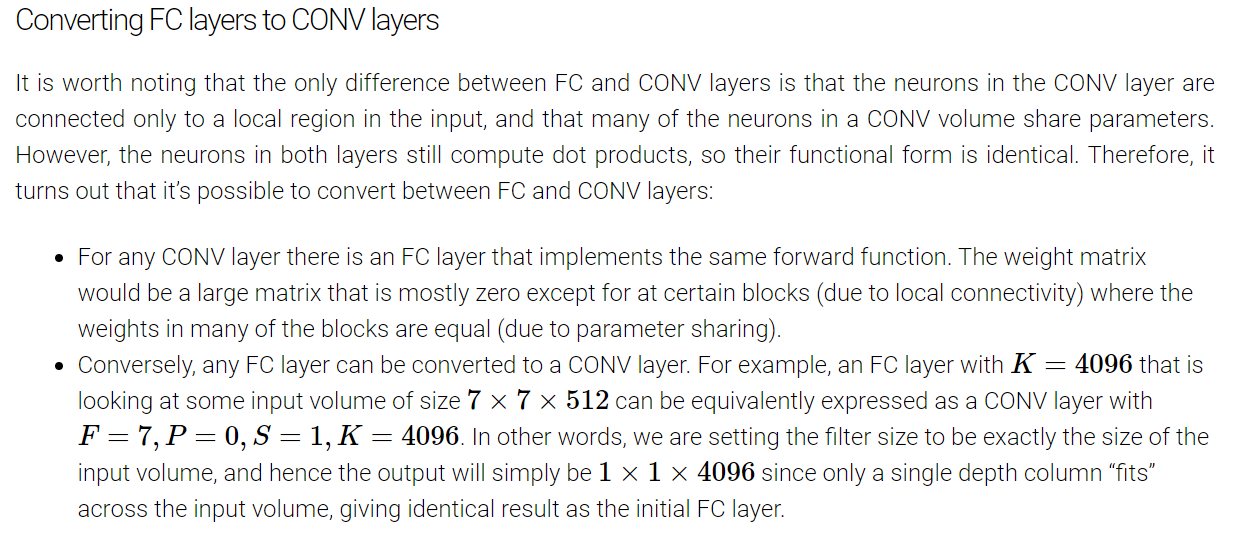 Converting FC layers to CONV layers
It is worth noting that the only difference between FC and CONV layers is that the neurons in the CONV layer are
connected only to a local region in the input, and that many of the neurons in a CONV volume share parameters.
However, the neurons in both layers still compute dot products, so their functional form is identical. Therefore, it
turns out that it’s possible to convert between FC and CONV layers:
• For any CONV layer there is an FC layer that implements the same forward function. The weight matrix
would be a large matrix that is mostly zero except for at certain blocks (due to local connectivity) where the
weights in many of the blocks are equal (due to parameter sharing).
• Conversely, any FC layer can be converted to a CONV layer. For example, an FC layer with K = 4096 that is
looking at some input volume of size 7 × 7 × 512 can be equivalently expressed as a CONV layer with
F = 7, P = 0, S = 1, K = 4096. In other words, we are setting the filter size to be exactly the size of the
input volume, and hence the output will simply be 1 × 1 × 4096 since only a single depth column “fits”
across the input volume, giving identical result as the initial FC layer.